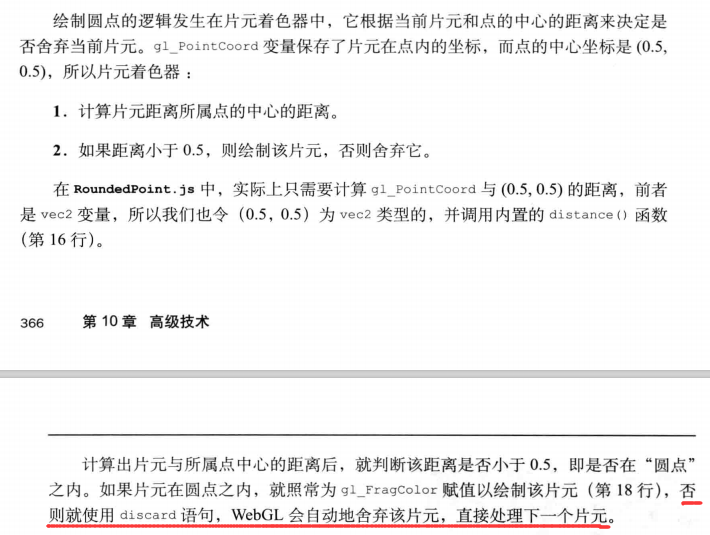 绘制圆点的逻辑发生在片元着色器中，它根据当前片元和点的中心的距离来决定是
否舍弃当前片元。gl_PointCoord 变量保存了片元在点内的坐标，而点的中心坐标是 (0.5,
0.5)，所以片元着色器：
1．计算片元距离所属点的中心的距离。
2．如果距离小于 0.5，则绘制该片元，否则舍弃它。
在 RoundedPoint.js 中，实际上只需要计算 gl_PointCoord 与 (0.5, 0.5) 的距离，前者
是 vec2 变量，所以我们也令（0.5，0.5）为 vec2 类型的，并调用内置的 distance() 函数
（第 16 行）。
366 第 10 章 高级技术
计算出片元与所属点中心的距离后，就判断该距离是否小于 0.5，即是否在“圆点”
之内。如果片元在圆点之内，就照常为 gl_FragColor 赋值以绘制该片元（第 18 行），否
则就使用 discard 语句，WebGL 会自动地舍弃该片元，直接处理下一个片元。